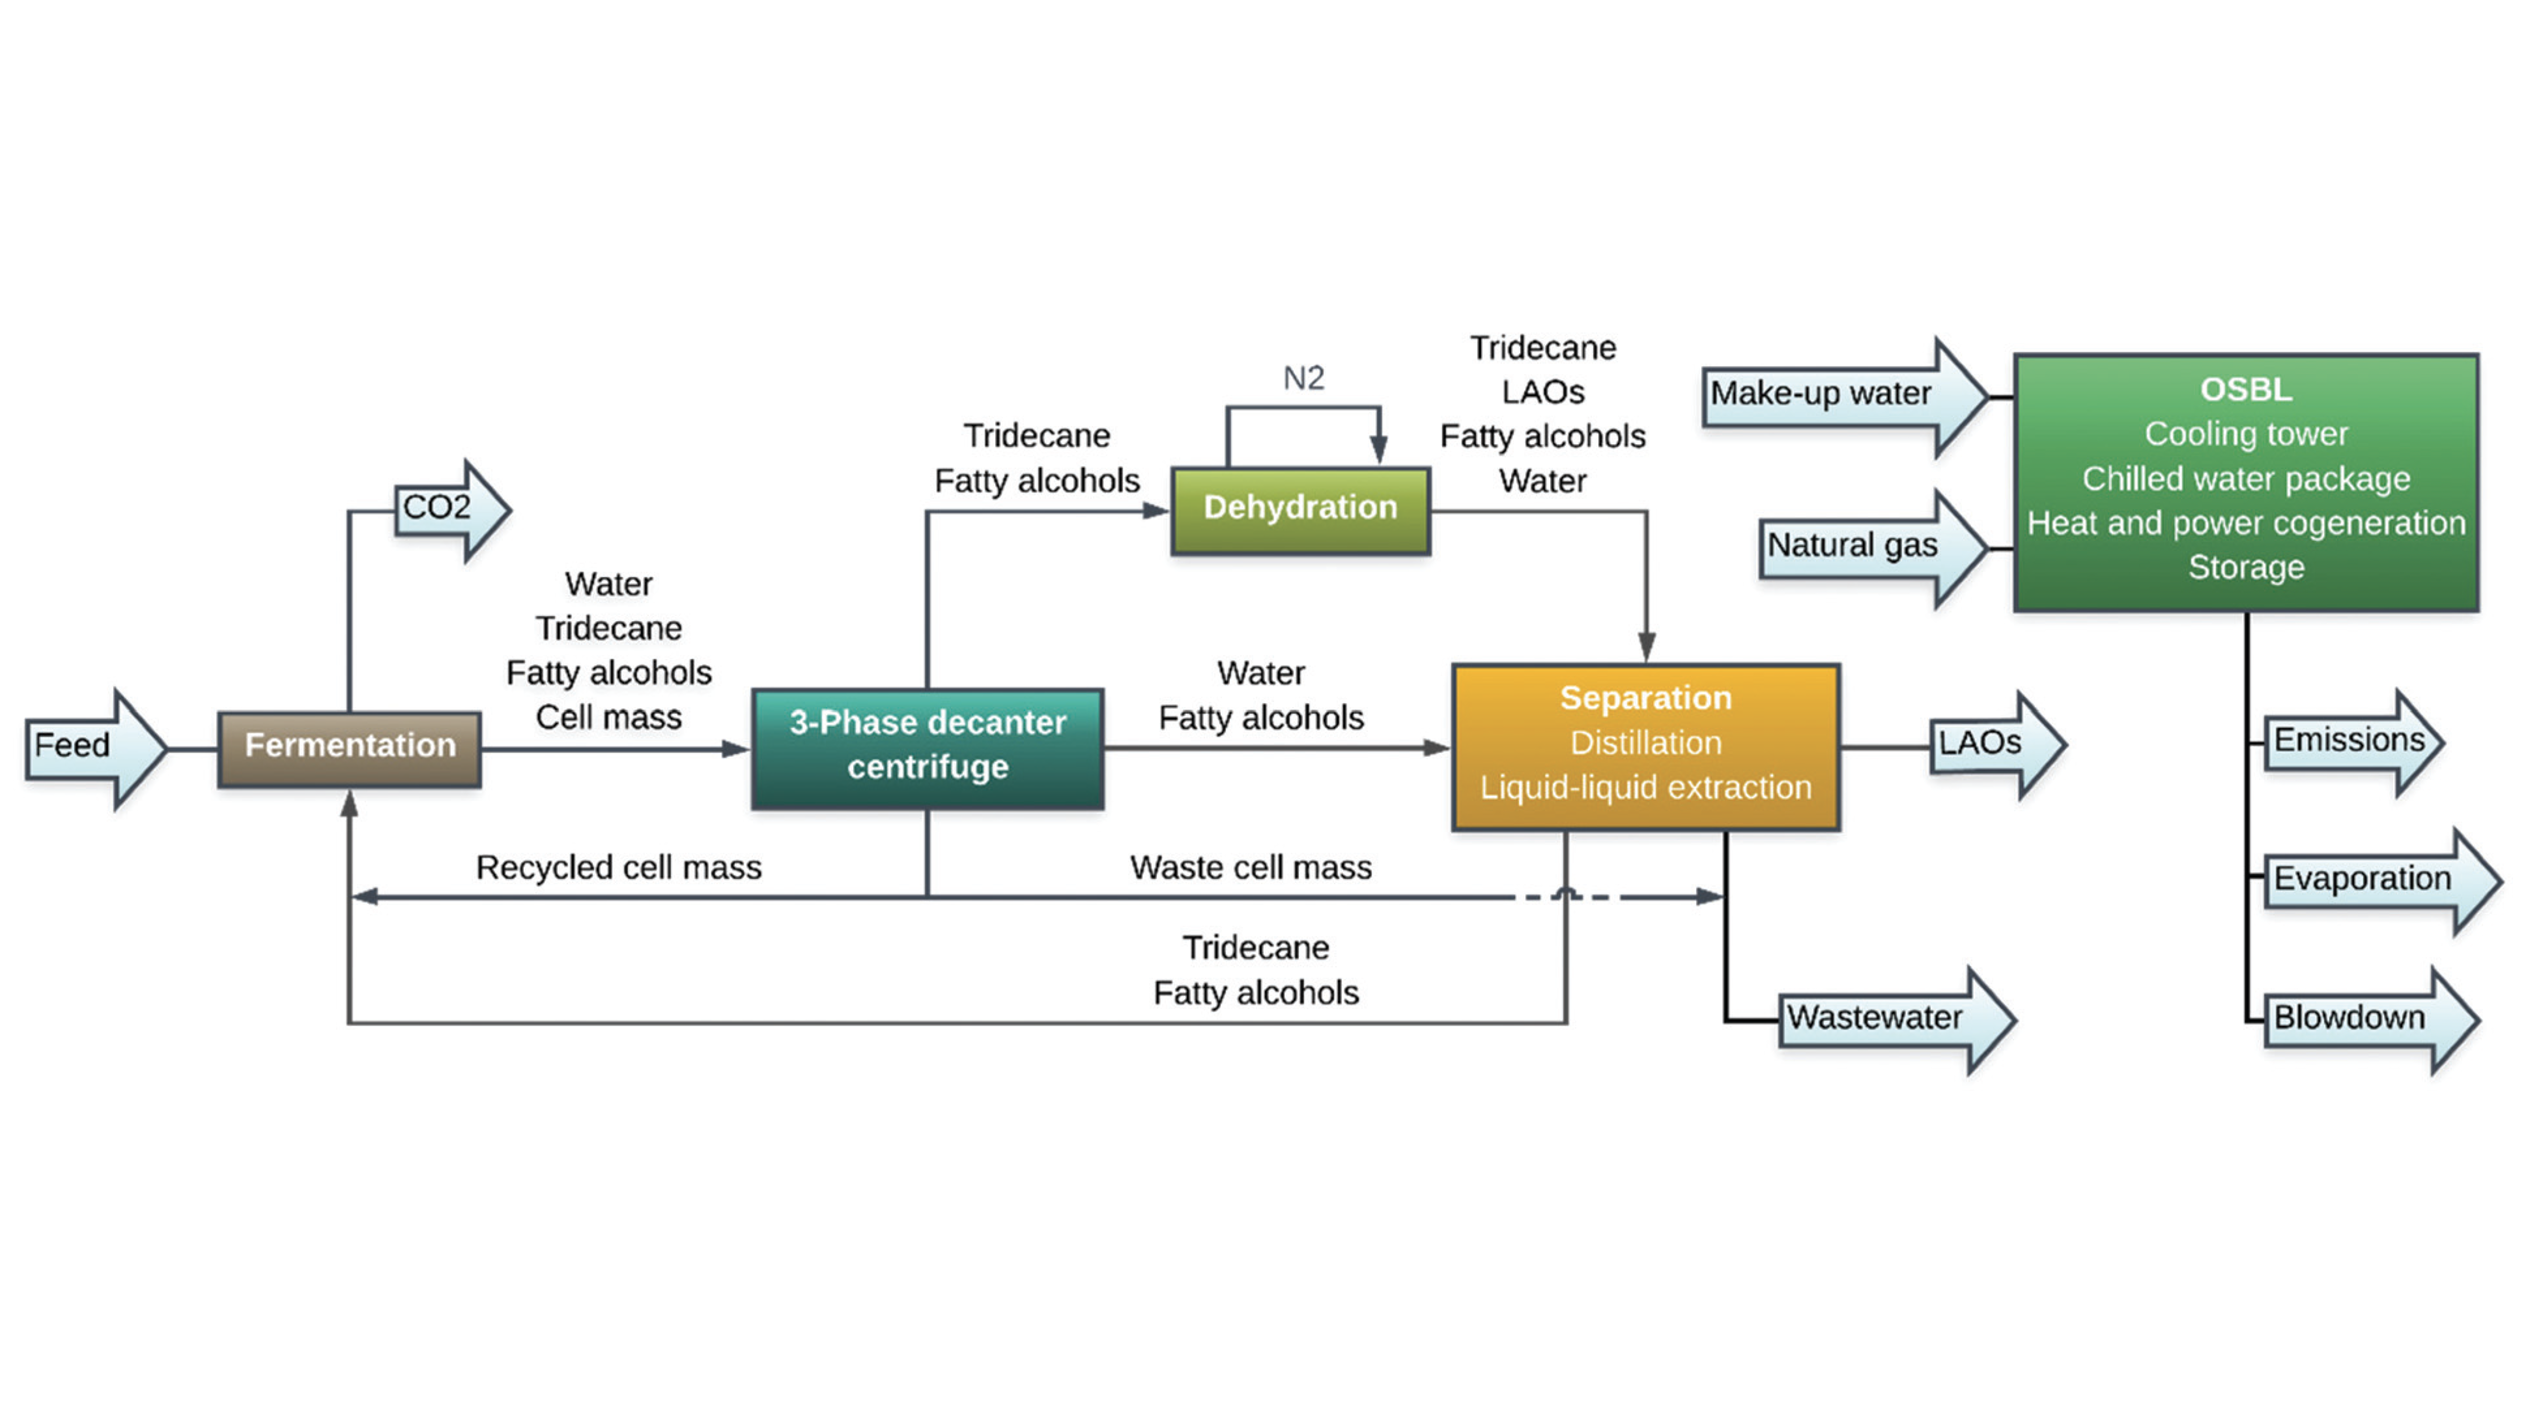 Feed
Fermentation
CO2
Water
Tridecane
Fatty alcohols
Cell mass
3-Phase decanter
centrifuge
Tridecane
Fatty alcohols
N2
Dehydration
Tridecane
LAOs
Fatty alcohols
Water
Water
Fatty alcohols
Separation
Distillation
Liquid-liquid extraction
LAOs
Recycled cell mass
Waste cell mass
Tridecane
Fatty alcohols
Wastewater
Make-up water
Natural gas
OSBL
Cooling tower
Chilled water package
Heat and power cogeneration
Storage
Emissions
Evaporation
Blowdown